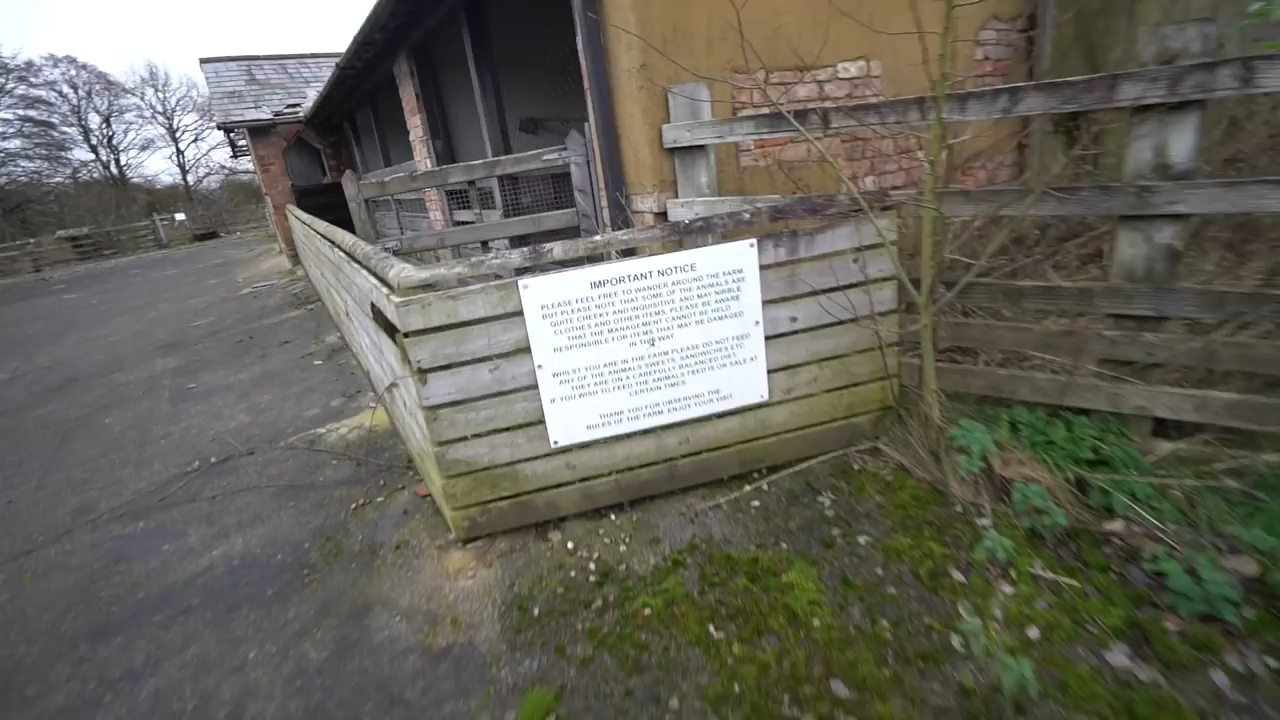 IMPORTANT NOTICE
PLEASE FEEL FREE TO WANDER AROUND THE FARM,
BUT PLEASE NOTE THAT SOME OF THE ANIMALS ARE
QUITE CHEEKY AND INQUISITIVE AND MAY NIBBLE
CLOTHES AND OTHER ITEMS, PLEASE BE AWARE
THAT THE MANAGEMENT CANNOT BE HELD
RESPONSIBLE FOR ITEMS THAT MAY BE DAMAGED
IN THIS WAY.
WHILST YOU ARE IN THE FARM PLEASE DO NOT FEED
ANY OF THE ANIMALS SWEETS, SANDWICHES ETC.
THEY ARE ON A CAREFULLY BALANCED DIET.
IF YOU WISH TO FEED THE ANIMALS FEED IS ON SALE AT
CERTAIN TIMES.
THANK YOU FOR OBSERVING THE
RULES OF THE FARM. ENJOY YOUR VISIT.